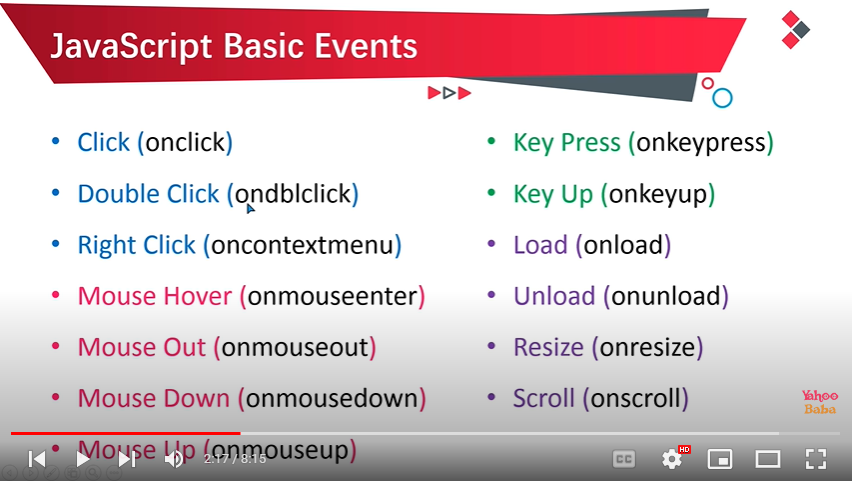 JavaScript Basic Events
• Click (onclick)
• Double Click (ondblclick)
• Right Click (oncontextmenu)
• Mouse Hover (onmouseenter)
• Mouse Out (onmouseout)
• Mouse Down (onmousedown)
• Mouse Up (onmouseup)
• Key Press (onkeypress)
• Key Up (onkeyup)
• Load (onload)
• Unload (onunload)
• Resize (onresize)
• Scroll (onscroll)
Yahoo
Baba
2:17 / 8:15
CC
HD